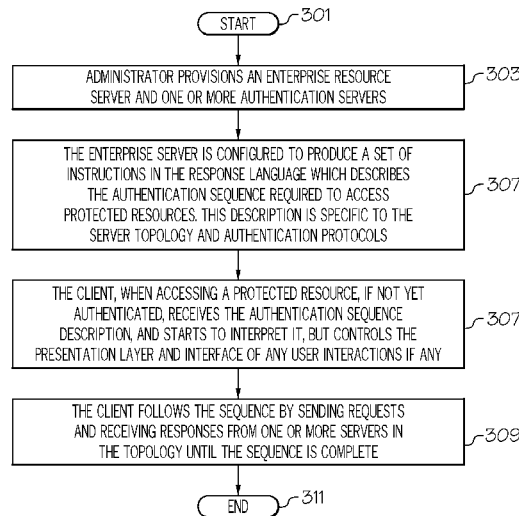 START
301
ADMINISTRATOR PROVISIONS AN ENTERPRISE RESOURCE
SERVER AND ONE OR MORE AUTHENTICATION SERVERS
303
THE ENTERPRISE SERVER IS CONFIGURED TO PRODUCE A SET OF
INSTRUCTIONS IN THE RESPONSE LANGUAGE WHICH DESCRIBES
THE AUTHENTICATION SEQUENCE REQUIRED TO ACCESS
PROTECTED RESOURCES. THIS DESCRIPTION IS SPECIFIC TO THE
SERVER TOPOLOGY AND AUTHENTICATION PROTOCOLS
307
THE CLIENT, WHEN ACCESSING A PROTECTED RESOURCE, IF NOT YET
AUTHENTICATED, RECEIVES THE AUTHENTICATION SEQUENCE
DESCRIPTION, AND STARTS TO INTERPRET IT, BUT CONTROLS THE
PRESENTATION LAYER AND INTERFACE OF ANY USER INTERACTIONS IF ANY
307
THE CLIENT FOLLOWS THE SEQUENCE BY SENDING REQUESTS
AND RECEIVING RESPONSES FROM ONE OR MORE SERVERS IN
THE TOPOLOGY UNTIL THE SEQUENCE IS COMPLETE
309
END
311